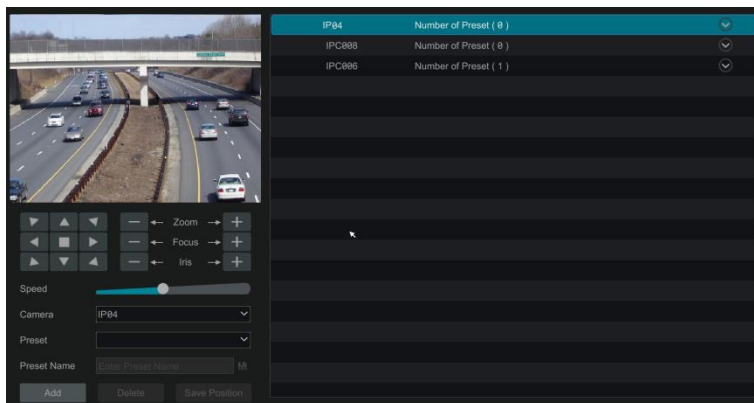 IP04 Number of Preset ( 0 )
IPC008 Number of Preset ( 0 )
IPC006 Number of Preset ( 1 )
Zoom
Focus
Iris
Speed
Camera IP04
Preset
Preset Name Enter Preset Name
Add Delete Save Position